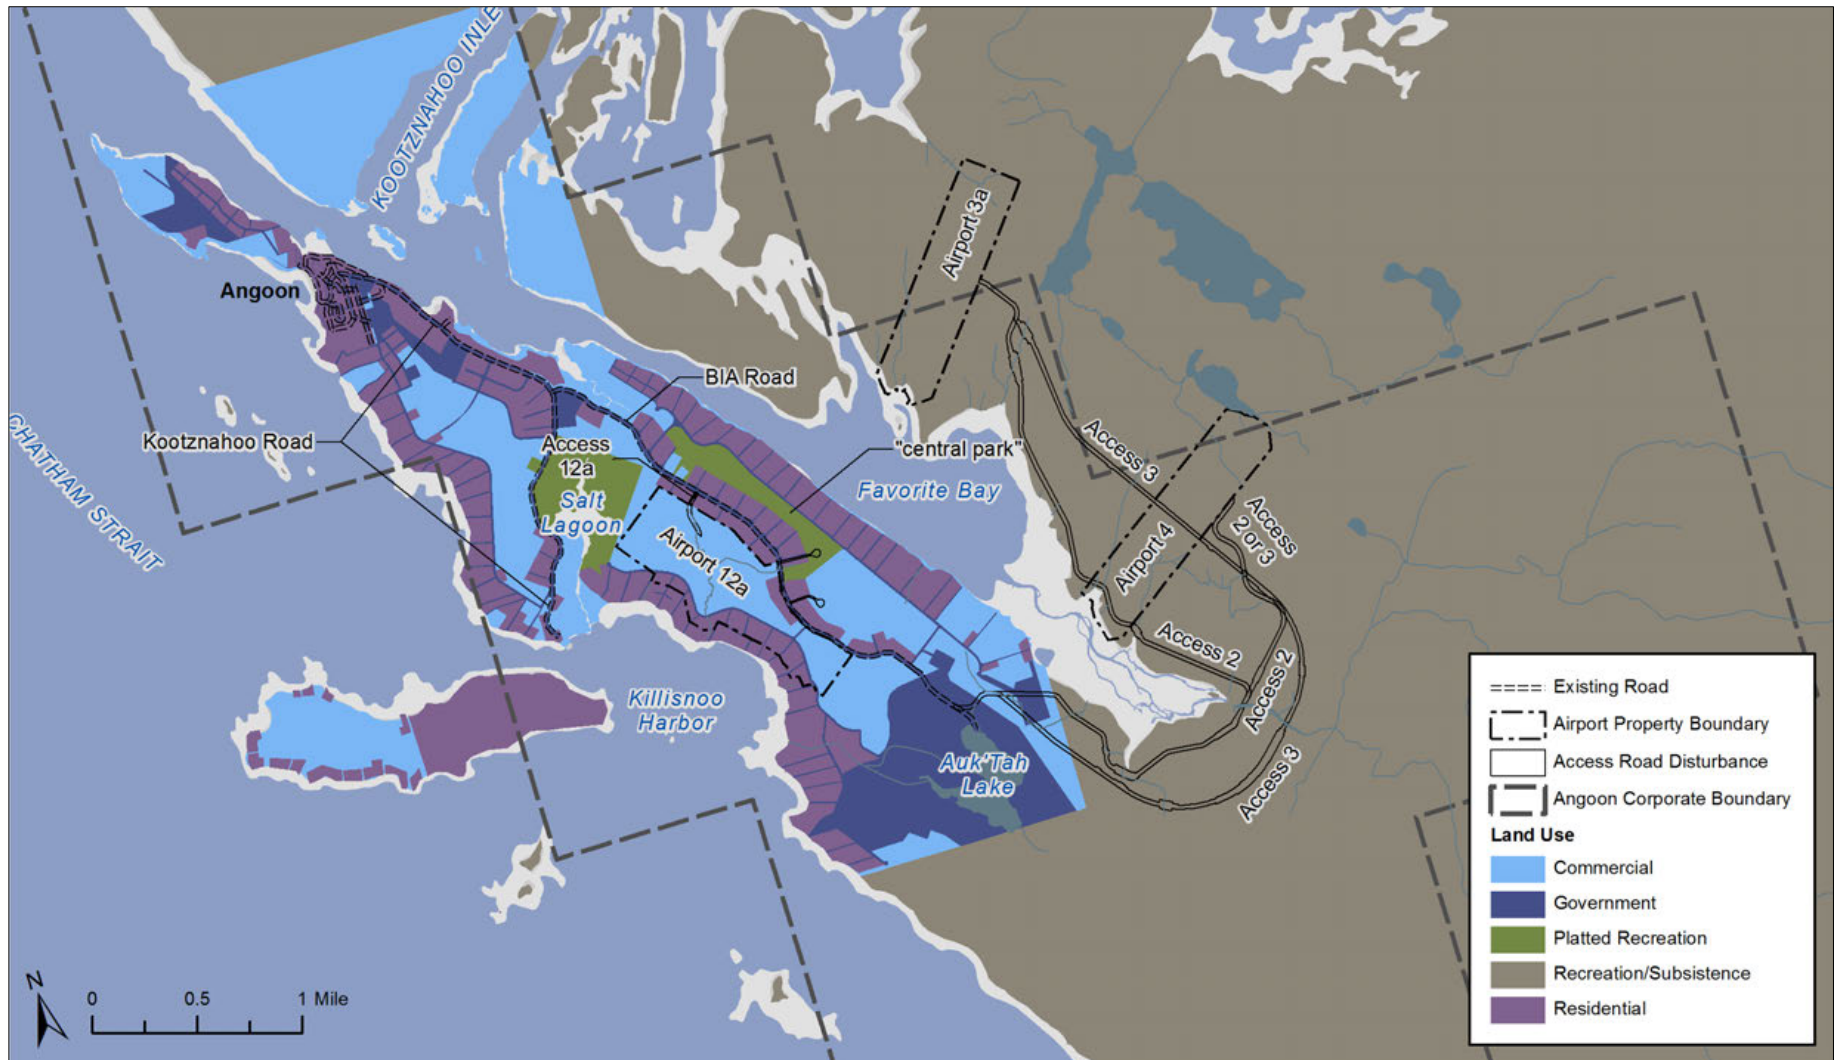 KOOTZNAHOO INLE
Airport 3a
Angoon
BIA Road
CHATHAM STRAIT
Kootznahoo Road
Access
12a
"central park"
Access 3
Salt
Lagoon
Favorite Bay
Airport 12a
Airport 4
Access
2 or 3
Access 2
Access 2
Killisnoo
Harbor
Auk'Tah
Lake
Access 3
Existing Road
Airport Property Boundary
Access Road Disturbance
Angoon Corporate Boundary
Land Use
Commercial
Government
Platted Recreation
Recreation/Subsistence
Residential
N
0 0.5 1 Mile